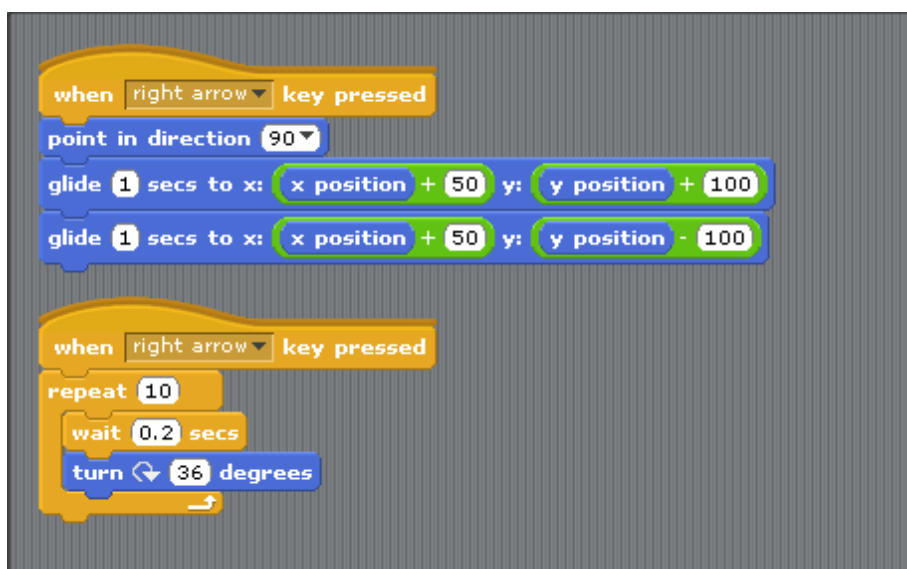 when right arrow key pressed
point in direction 90
glide 1 secs to x: x position + 50 y: y position + 100
glide 1 secs to x: x position + 50 y: y position - 100
when right arrow key pressed
repeat 10
wait 0.2 secs
turn 36 degrees